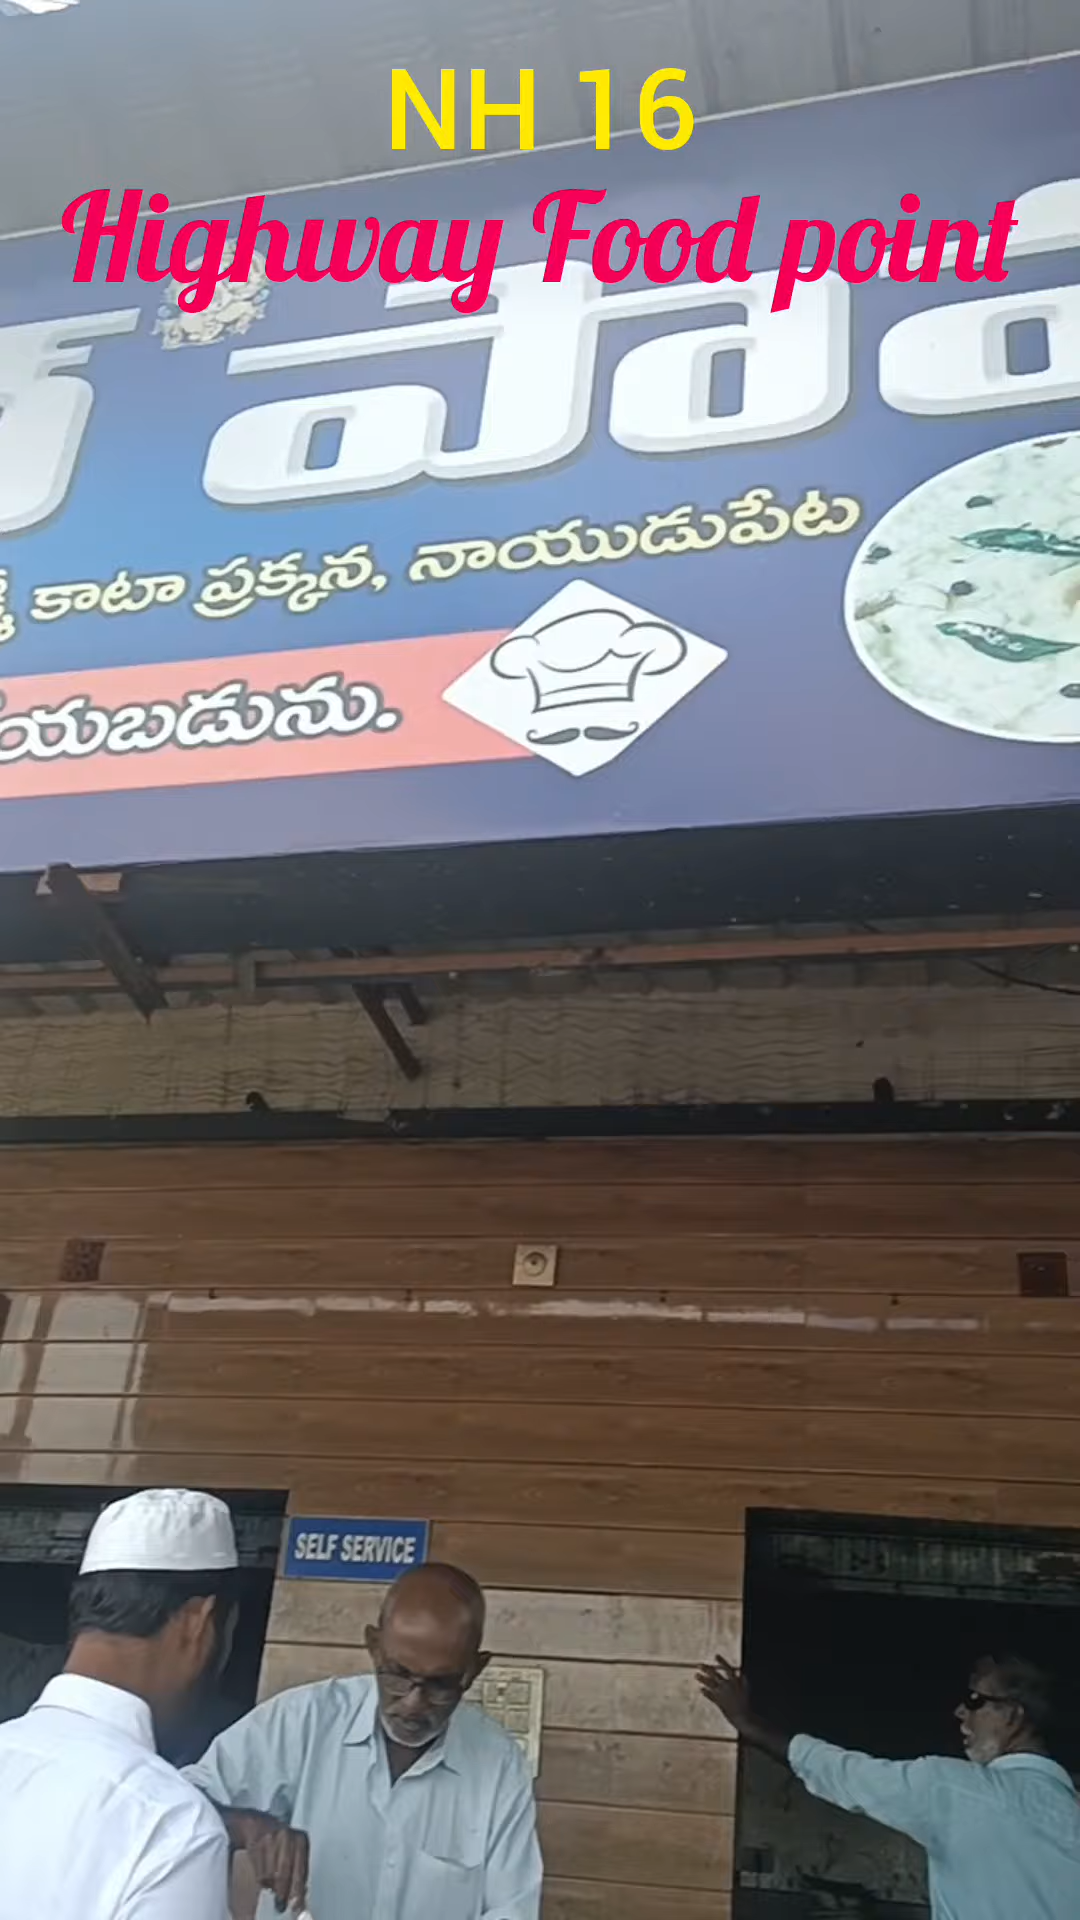 NH 16
Highway Food point
కాటా ప్రక్కన, నాయుడుపేట
యబడును.
SELF SERVICE